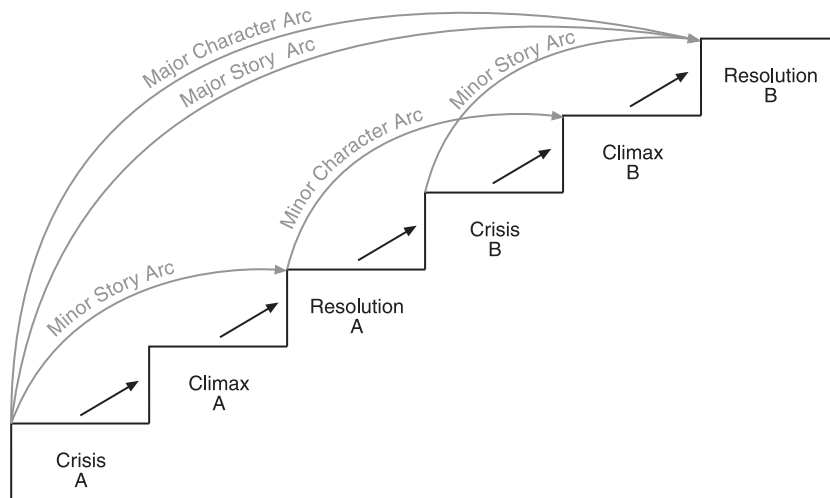 Major Character Arc
Major Story Arc
Minor Story Arc
Resolution
B
Minor Character Arc
Climax
B
Crisis
B
Minor Story Arc
Resolution
A
Climax
A
Crisis
A